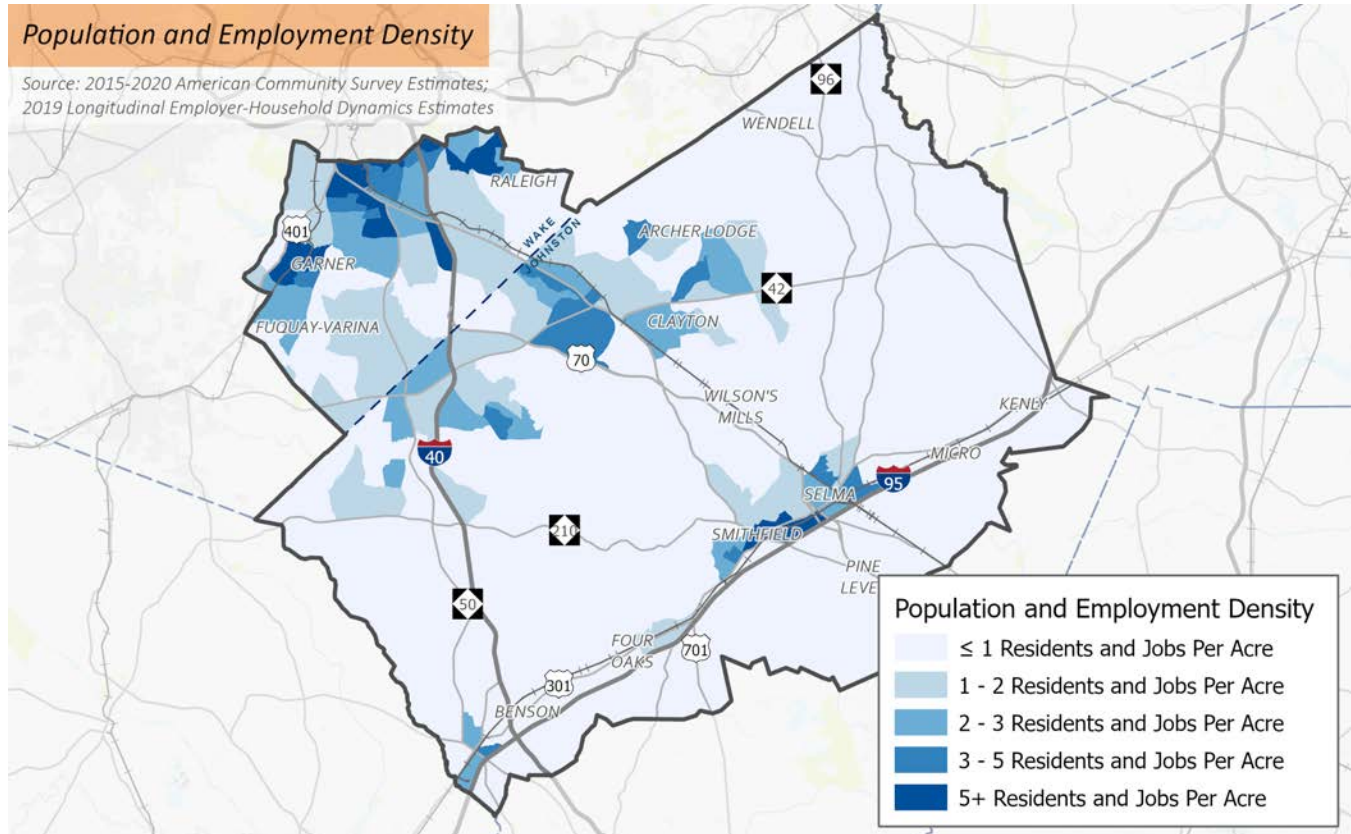 Population and Employment Density
Source: 2015-2020 American Community Survey Estimates;
2019 Longitudinal Employer-Household Dynamics Estimates
96
WENDELL
RALEIGH
401
WAKE
JOHNSTON
ARCHER LODGE
GARNER
42
FUQUAY-VARINA
CLAYTON
70
WILSON'S
MILLS
KENLY
40
MICRO
95
SELMA
210
SMITHFIELD
PINE
LEVE
50
FOUR
OAKS
701
301
BENSON
Population and Employment Density
≤ 1 Residents and Jobs Per Acre
1 - 2 Residents and Jobs Per Acre
2 - 3 Residents and Jobs Per Acre
3 - 5 Residents and Jobs Per Acre
5+ Residents and Jobs Per Acre